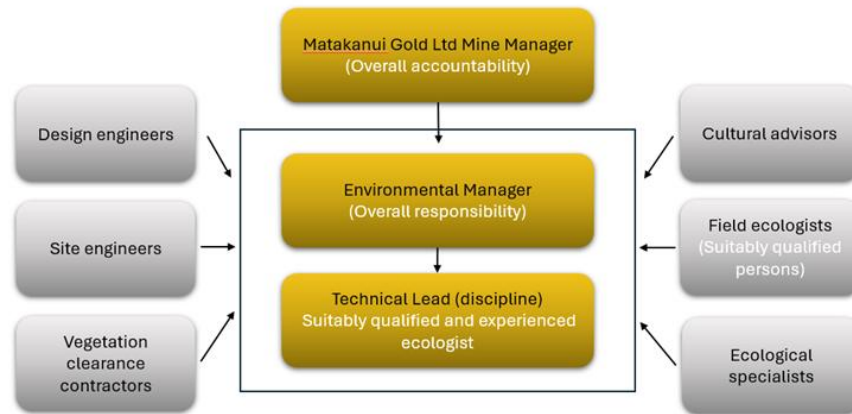 Matakanui Gold Ltd Mine Manager
(Overall accountability)
Design engineers
Cultural advisors
Environmental Manager
(Overall responsibility)
Site engineers
Field ecologists
(Suitably qualified
persons)
Technical Lead (discipline)
Suitably qualified and experienced
ecologist
Vegetation
clearance
contractors
Ecological
specialists